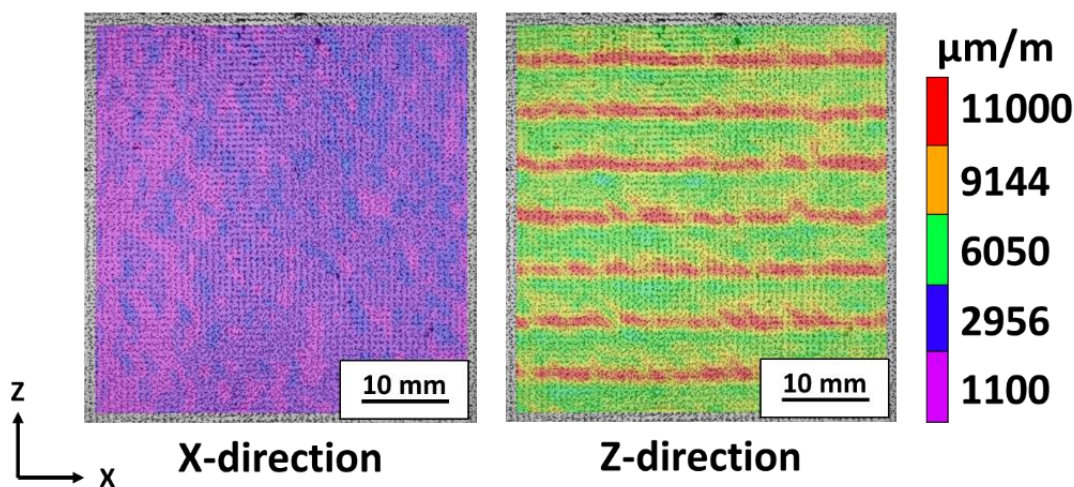 μm/m
11000
9144
6050
2956
1100
10 mm
10 mm
Z
X
X-direction
Z-direction